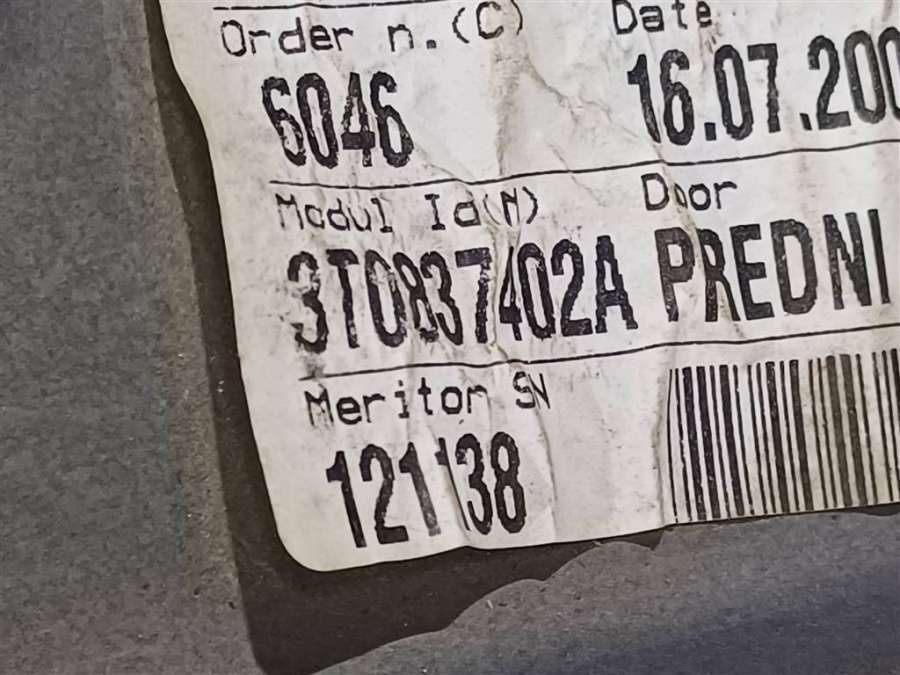 Order n.(C) Date
6046 16.07.200
Modul Id(M) Door
3T0837402A PREDNI
Meritor SN
121138